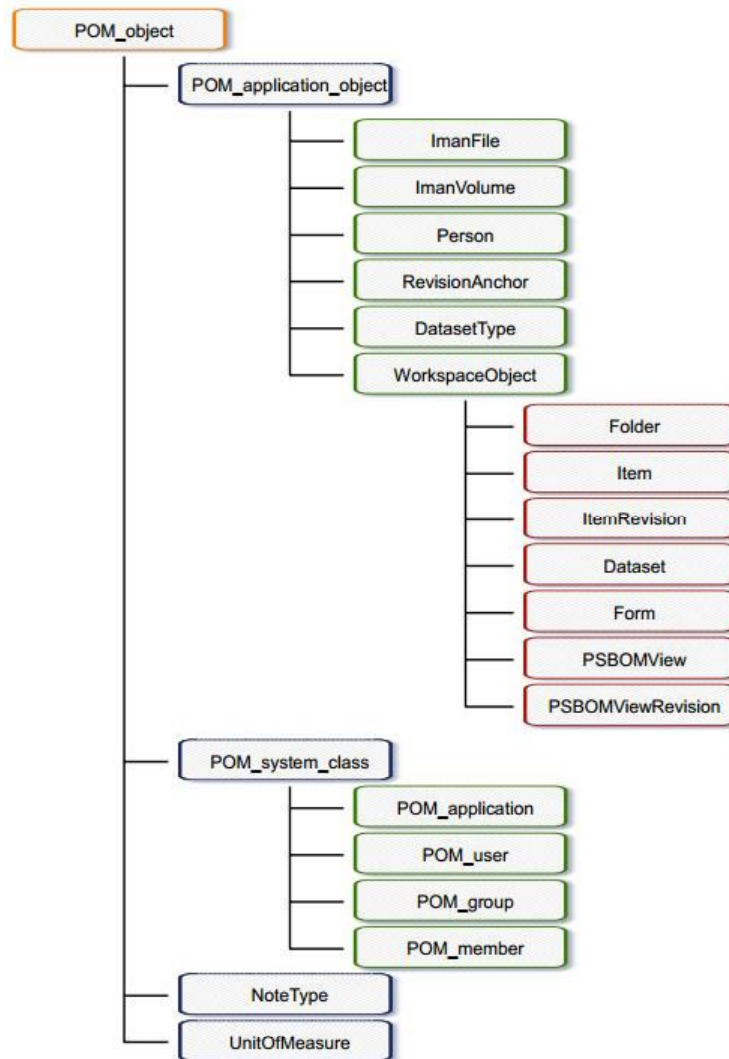 POM_object
POM_application_object
ImanFile
ImanVolume
Person
RevisionAnchor
DatasetType
WorkspaceObject
Folder
Item
ItemRevision
Dataset
Form
PSBOMView
PSBOMViewRevision
POM_system_class
POM_application
POM_user
POM_group
POM_member
NoteType
UnitOfMeasure